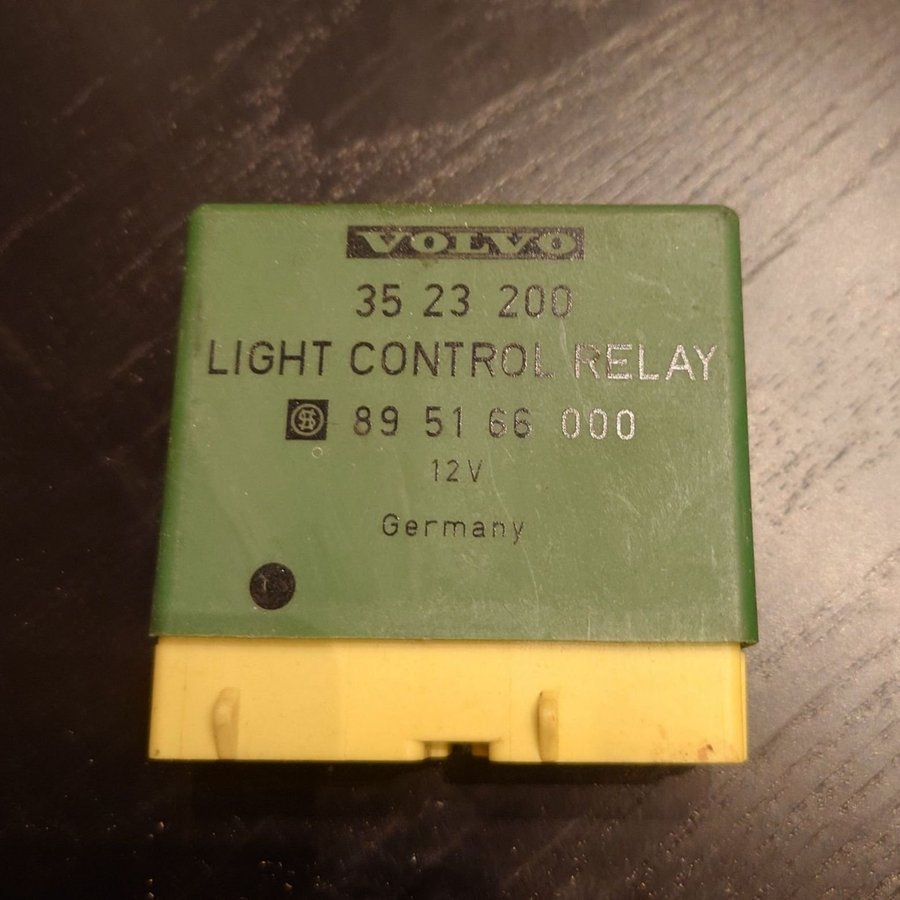 VOLVO
35 23 200
LIGHT CONTROL RELAY
89 51 66 000
12V
Germany